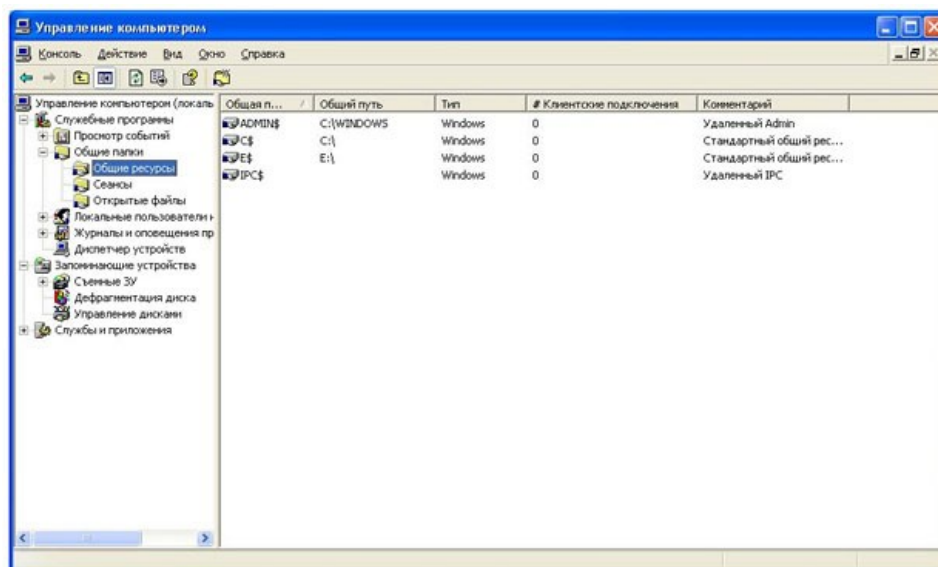 Управление компьютером
Консоль Действие Вид Окно Справка
Управление компьютером (локаль
Служебные программы
Просмотр событий
Общие папки
Общие ресурсы
Сеансы
Открытые файлы
Локальные пользователи и
Журналы и оповещения пр
Диспетчер устройств
Запоминающие устройства
Съемные ЗУ
Дефрагментация диска
Управление дисками
Службы и приложения
Общая п... / Общий путь Тип # Клиентские подключения Комментарий
ADMIN$ C:\WINDOWS Windows 0 Удаленный Admin
C$ C:\ Windows 0 Стандартный общий рес...
E$ E:\ Windows 0 Стандартный общий рес...
IPC$ Windows 0 Удаленный IPC